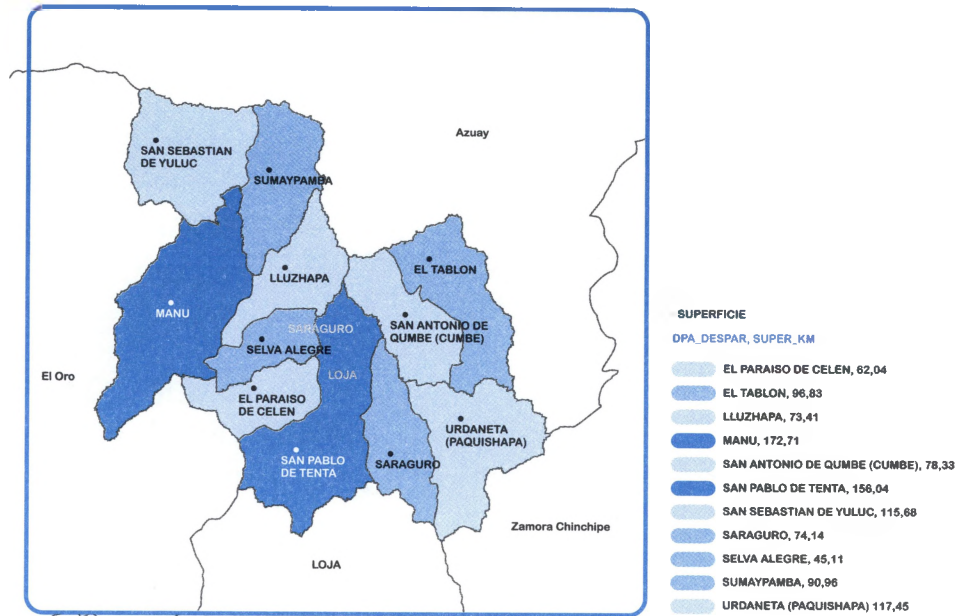 Azuay
SAN SEBASTIAN
DE YULUC
SUMAYPAMBA
LLUZHAPA
EL TABLON
MANU
SARAGURO
SAN ANTONIO DE
QUMBE (CUMBE)
SELVA ALEGRE
El Oro
LOJA
EL PARAISO
DE CELEN
URDANETA
(PAQUISHAPA)
SAN PABLO
DE TENTA
SARAGURO
Zamora Chinchipe
LOJA
SUPERFICIE
DPA_DESPAR, SUPER_KM
EL PARAISO DE CELEN, 62,04
EL TABLON, 96,83
LLUZHAPA, 73,41
MANU, 172,71
SAN ANTONIO DE QUMBE (CUMBE), 78,33
SAN PABLO DE TENTA, 156,04
SAN SEBASTIAN DE YULUC, 115,68
SARAGURO, 74,14
SELVA ALEGRE, 45,11
SUMAYPAMBA, 90,96
URDANETA (PAQUISHAPA) 117,45